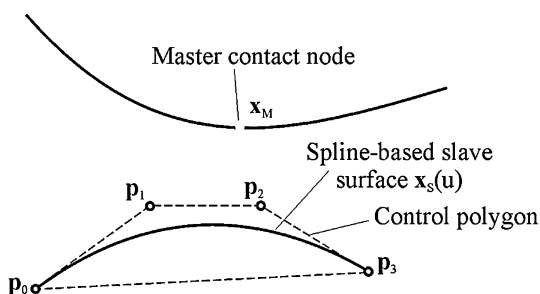 Master contact node
x_M
Spline-based slave
surface x_S(u)
p_1
p_2
Control polygon
p_0
p_3